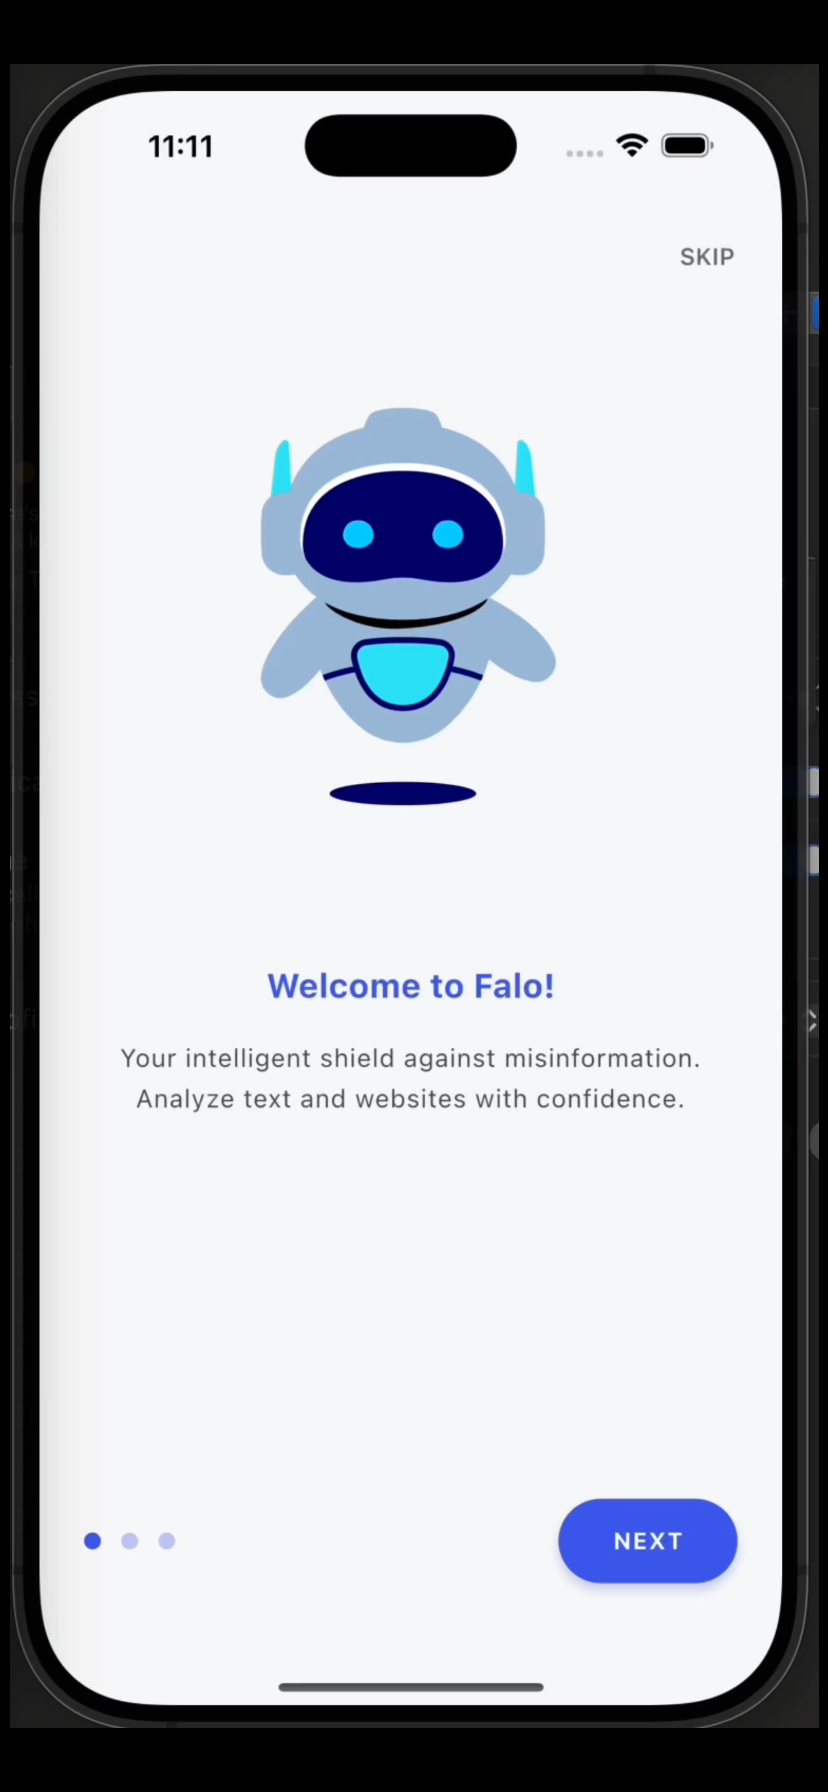 11:11
SKIP
Welcome to Falo!
Your intelligent shield against misinformation.
Analyze text and websites with confidence.
NEXT